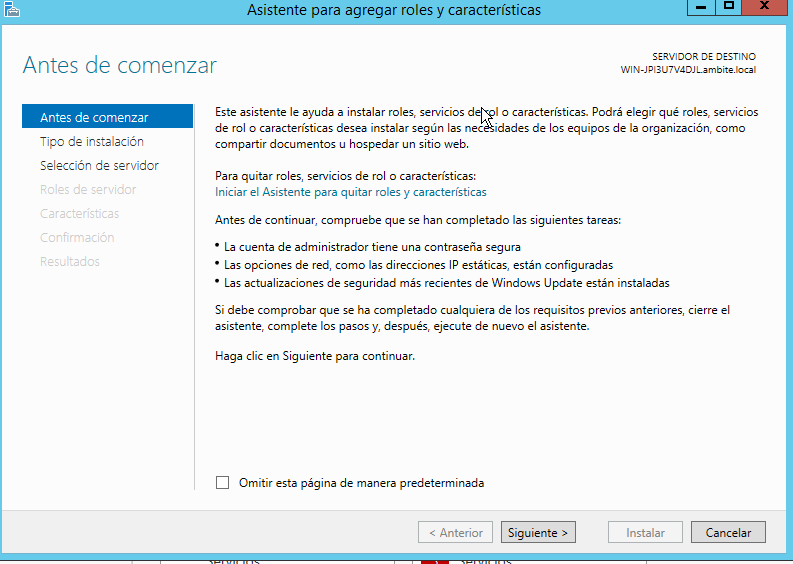 Asistente para agregar roles y características
Antes de comenzar
SERVIDOR DE DESTINO
WIN-JPI3U7V4DJL.ambite.local
Antes de comenzar
Tipo de instalación
Selección de servidor
Roles de servidor
Características
Confirmación
Resultados
Este asistente le ayuda a instalar roles, servicios de rol o características. Podrá elegir qué roles, servicios
de rol o características desea instalar según las necesidades de los equipos de la organización, como
compartir documentos u hospedar un sitio web.
Para quitar roles, servicios de rol o características:
Iniciar el Asistente para quitar roles y características
Antes de continuar, compruebe que se han completado las siguientes tareas:
• La cuenta de administrador tiene una contraseña segura
• Las opciones de red, como las direcciones IP estáticas, están configuradas
• Las actualizaciones de seguridad más recientes de Windows Update están instaladas
Si debe comprobar que se ha completado cualquiera de los requisitos previos anteriores, cierre el
asistente, complete los pasos y, después, ejecute de nuevo el asistente.
Haga clic en Siguiente para continuar.
Omitir esta página de manera predeterminada
< Anterior
Siguiente >
Instalar
Cancelar
Servicios
Servicios